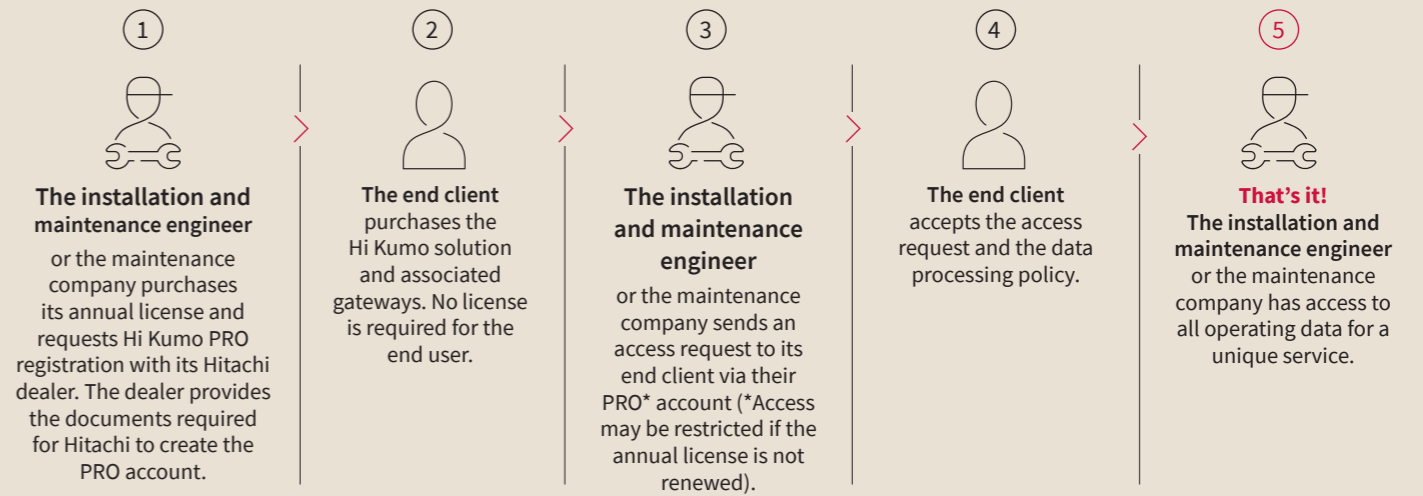 1
The installation and
maintenance engineer
or the maintenance
company purchases
its annual license and
requests Hi Kumo PRO
registration with its Hitachi
dealer. The dealer provides
the documents required
for Hitachi to create the
PRO account.
2
The end client
purchases the
Hi Kumo solution
and associated
gateways. No license
is required for the
end user.
3
The installation
and maintenance
engineer
or the maintenance
company sends an
access request to its
end client via their
PRO* account (*Access
may be restricted if the
annual license is not
renewed).
4
The end client
accepts the access
request and the data
processing policy.
5
That’s it!
The installation and
maintenance engineer
or the maintenance
company has access to
all operating data for a
unique service.